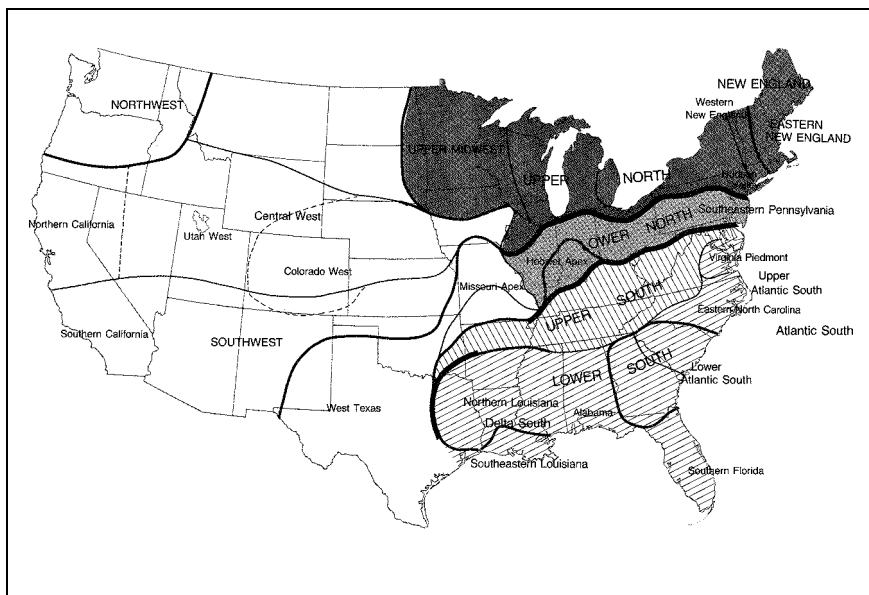 NEW ENGLAND
Western
New England
NORTHWEST
EASTERN
NEW ENGLAND
UPPER MIDWEST
UPPER
NORTH
Hudson
Southeastern Pennsylvania
Central West
Northern California
Utah West
LOWER NORTH
Hoosier Apex
Virginia Piedmont
Colorado West
Missouri Apex
Upper
Atlantic South
Eastern North Carolina
UPPER SOUTH
Atlantic South
Southern California
SOUTHWEST
LOWER SOUTH
Lower
Atlantic South
West Texas
Northern Louisiana
Alabama
Delta South
Southeastern Louisiana
Southern Florida